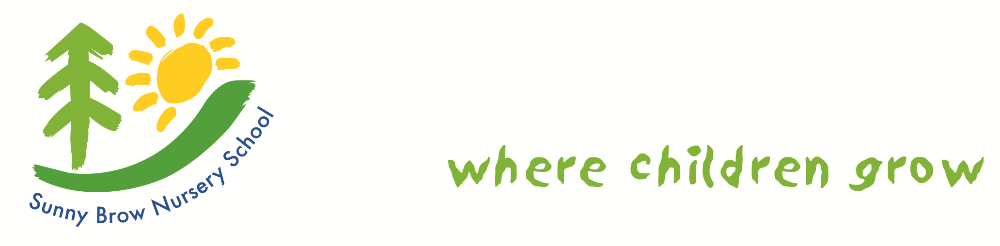 Sunny Brow Nursery School
where children grow